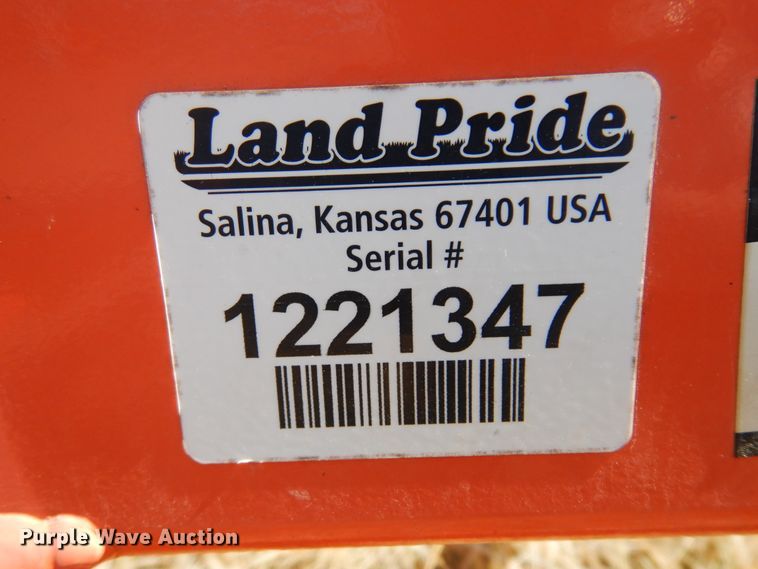 Land Pride
Salina, Kansas 67401 USA
Serial #
1221347
Purple Wave Auction